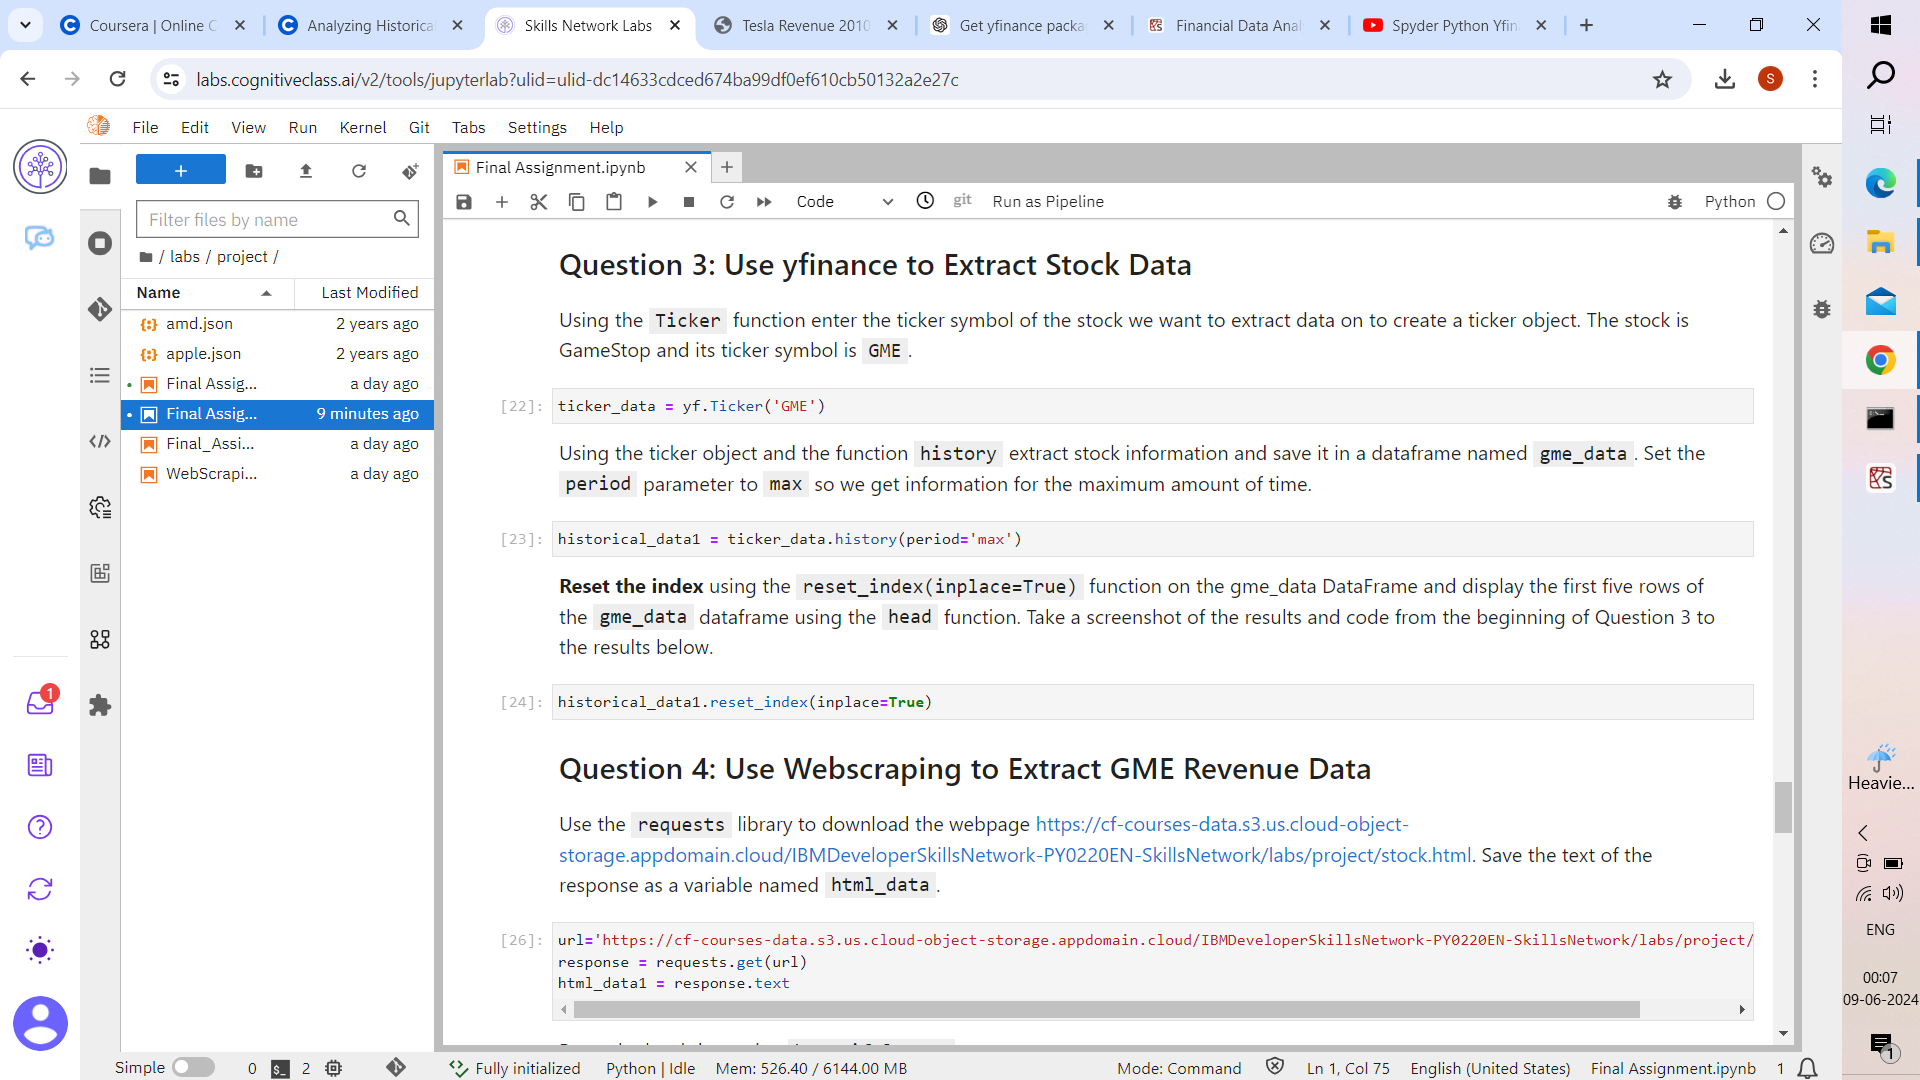 Coursera | Online C
Analyzing Historica
Skills Network Labs
Tesla Revenue 2010
Get yfinance packa
Financial Data Anal
Spyder Python Yfin
labs.cognitiveclass.ai/v2/tools/jupyterlab?ulid=ulid-dc14633cdced674ba99df0ef610cb50132a2e27c
S
File Edit View Run Kernel Git Tabs Settings Help
Final Assignment.ipynb
Filter files by name
Code
git
Run as Pipeline
Python
/ labs / project /
Name
Last Modified
amd.json 2 years ago
apple.json 2 years ago
Final Assig... a day ago
Final Assig... 9 minutes ago
Final_Assi... a day ago
WebScrapi... a day ago
Question 3: Use yfinance to Extract Stock Data
Using the Ticker function enter the ticker symbol of the stock we want to extract data on to create a ticker object. The stock is
GameStop and its ticker symbol is GME.
[22]: ticker_data = yf.Ticker('GME')
Using the ticker object and the function history extract stock information and save it in a dataframe named gme_data. Set the
period parameter to max so we get information for the maximum amount of time.
[23]: historical_data1 = ticker_data.history(period='max')
Reset the index using the reset_index(inplace=True) function on the gme_data DataFrame and display the first five rows of
the gme_data dataframe using the head function. Take a screenshot of the results and code from the beginning of Question 3 to
the results below.
[24]: historical_data1.reset_index(inplace=True)
Question 4: Use Webscraping to Extract GME Revenue Data
Use the requests library to download the webpage https://cf-courses-data.s3.us.cloud-object-
storage.appdomain.cloud/IBMDeveloperSkillsNetwork-PY0220EN-SkillsNetwork/labs/project/stock.html. Save the text of the
response as a variable named html_data.
[26]: url='https://cf-courses-data.s3.us.cloud-object-storage.appdomain.cloud/IBMDeveloperSkillsNetwork-PY0220EN-SkillsNetwork/labs/project/
response = requests.get(url)
html_data1 = response.text
1
Heavie...
ENG
00:07
09-06-2024
1
Simple 0 2 Fully initialized Python | Idle Mem: 526.40 / 6144.00 MB Mode: Command Ln 1, Col 75 English (United States) Final Assignment.ipynb 1